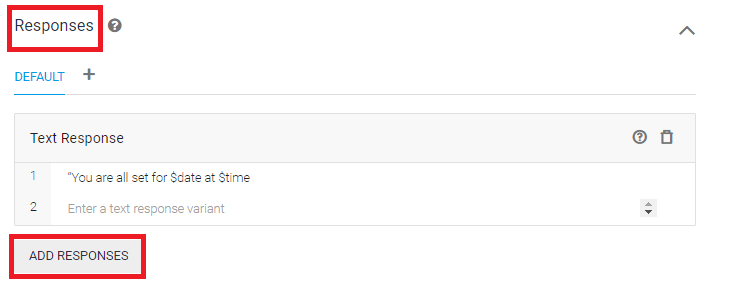 Responses
DEFAULT +
Text Response
1 "You are all set for $date at $time
2 Enter a text response variant
ADD RESPONSES